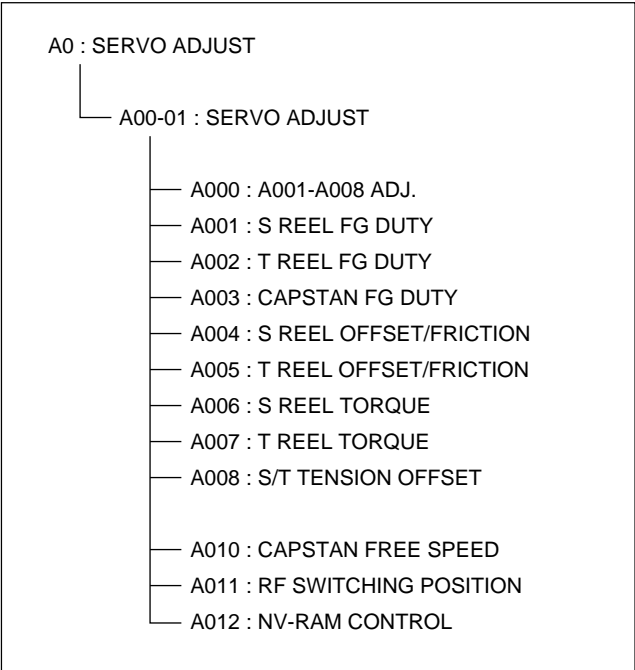 A0 : SERVO ADJUST
A00-01 : SERVO ADJUST
A000 : A001-A008 ADJ.
A001 : S REEL FG DUTY
A002 : T REEL FG DUTY
A003 : CAPSTAN FG DUTY
A004 : S REEL OFFSET/FRICTION
A005 : T REEL OFFSET/FRICTION
A006 : S REEL TORQUE
A007 : T REEL TORQUE
A008 : S/T TENSION OFFSET
A010 : CAPSTAN FREE SPEED
A011 : RF SWITCHING POSITION
A012 : NV-RAM CONTROL